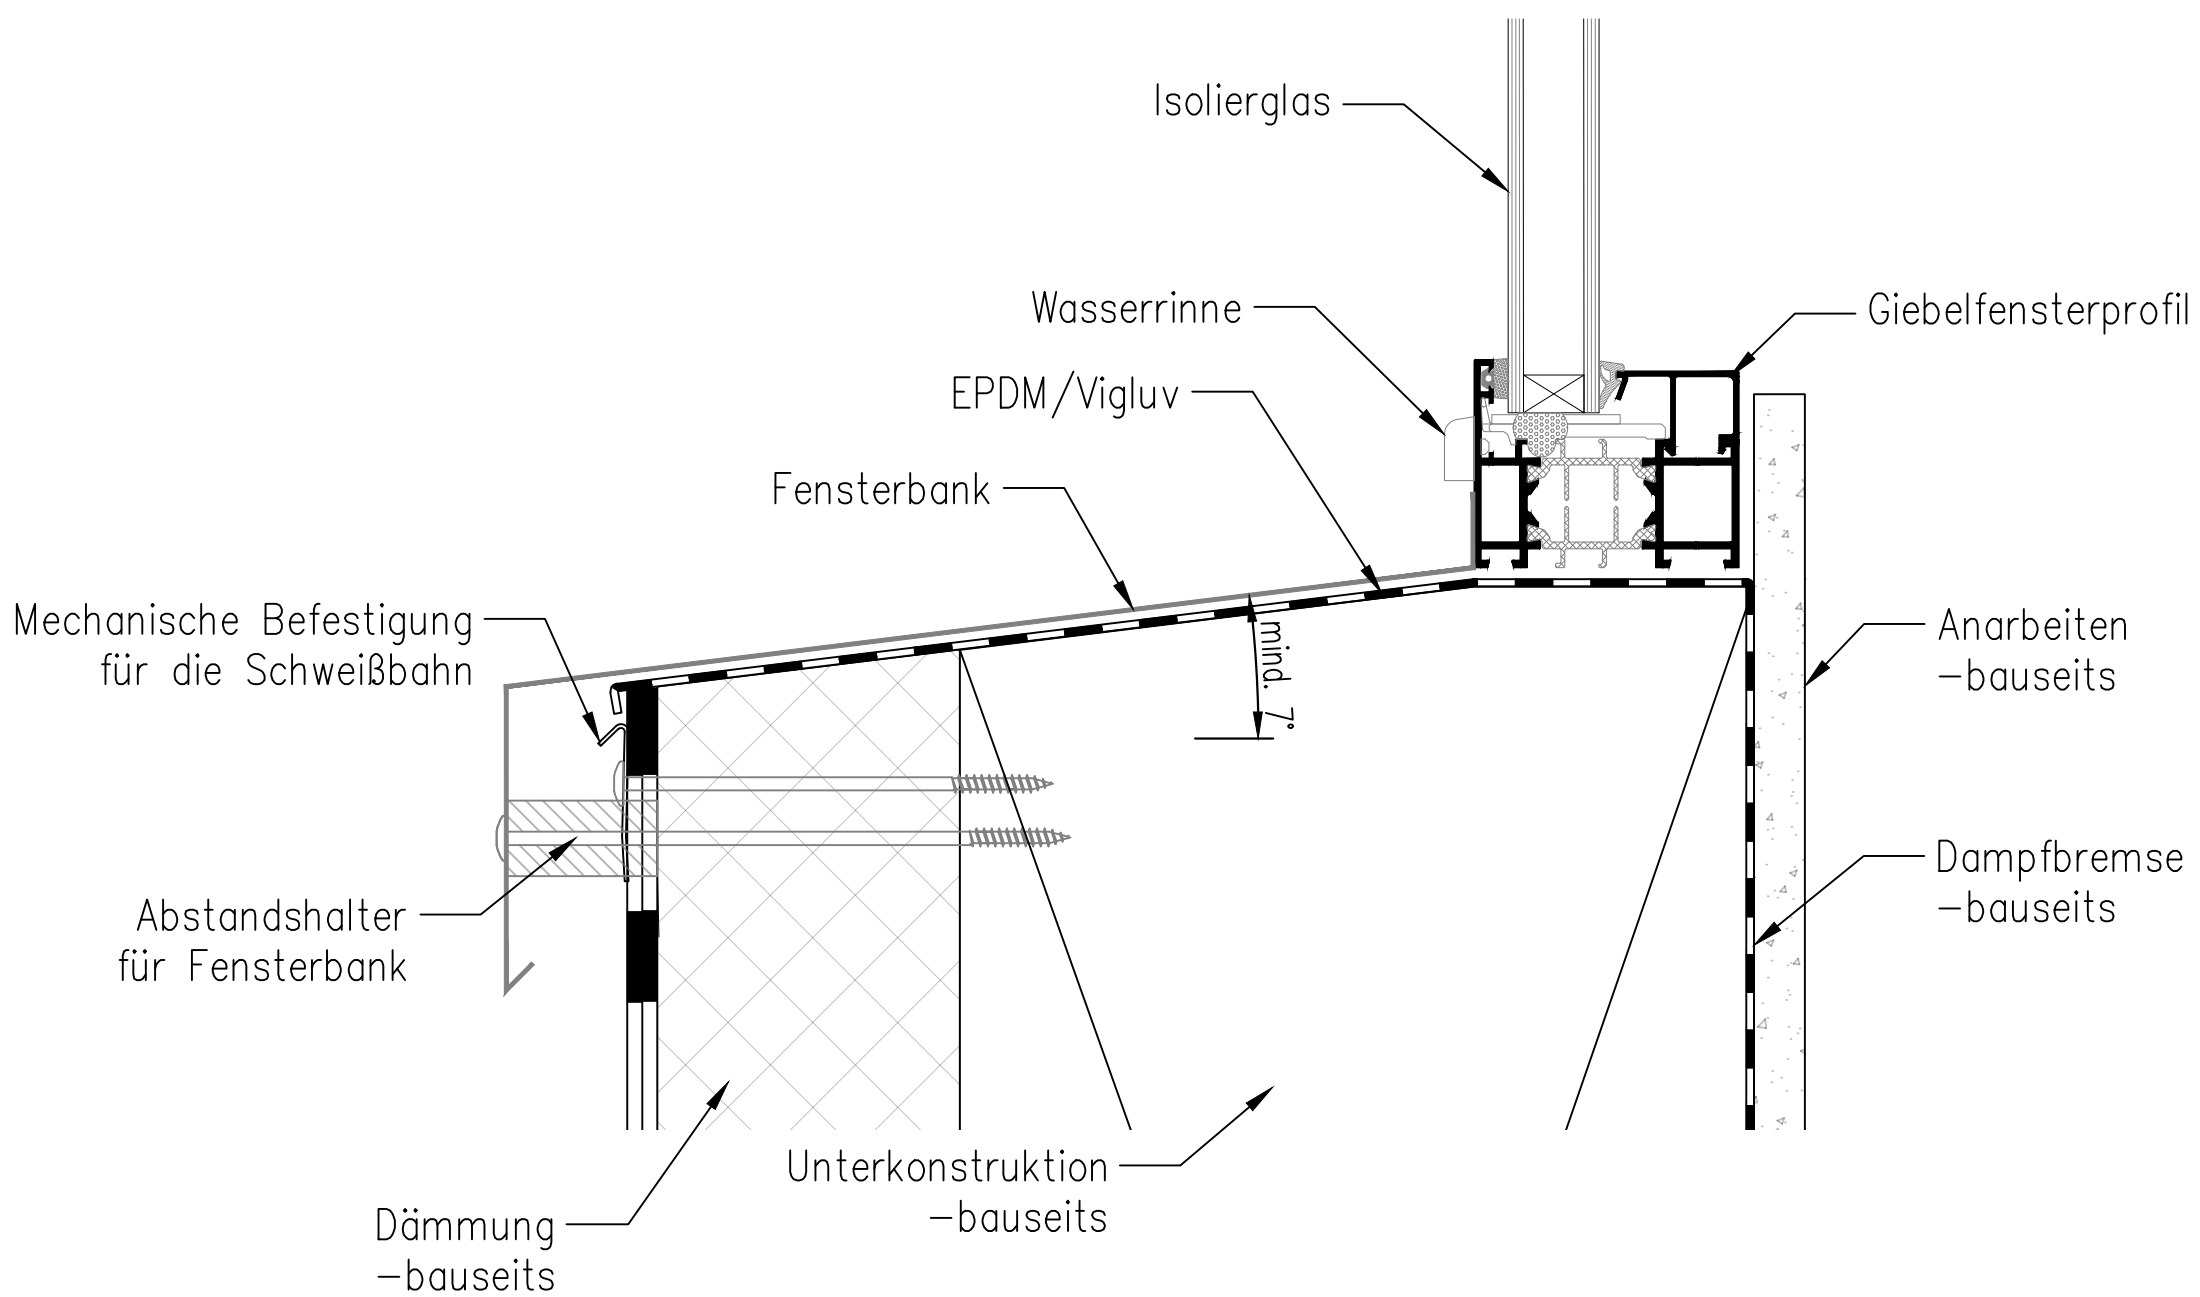 Isolierglas
Wasserrinne
Giebelfensterprofil
EPDM/Vigluv
Fensterbank
Mechanische Befestigung
für die Schweißbahn
mind. 7°
Anarbeiten
-bauseits
Dampfbremse
-bauseits
Abstandshalter
für Fensterbank
Unterkonstruktion
-bauseits
Dämmung
-bauseits